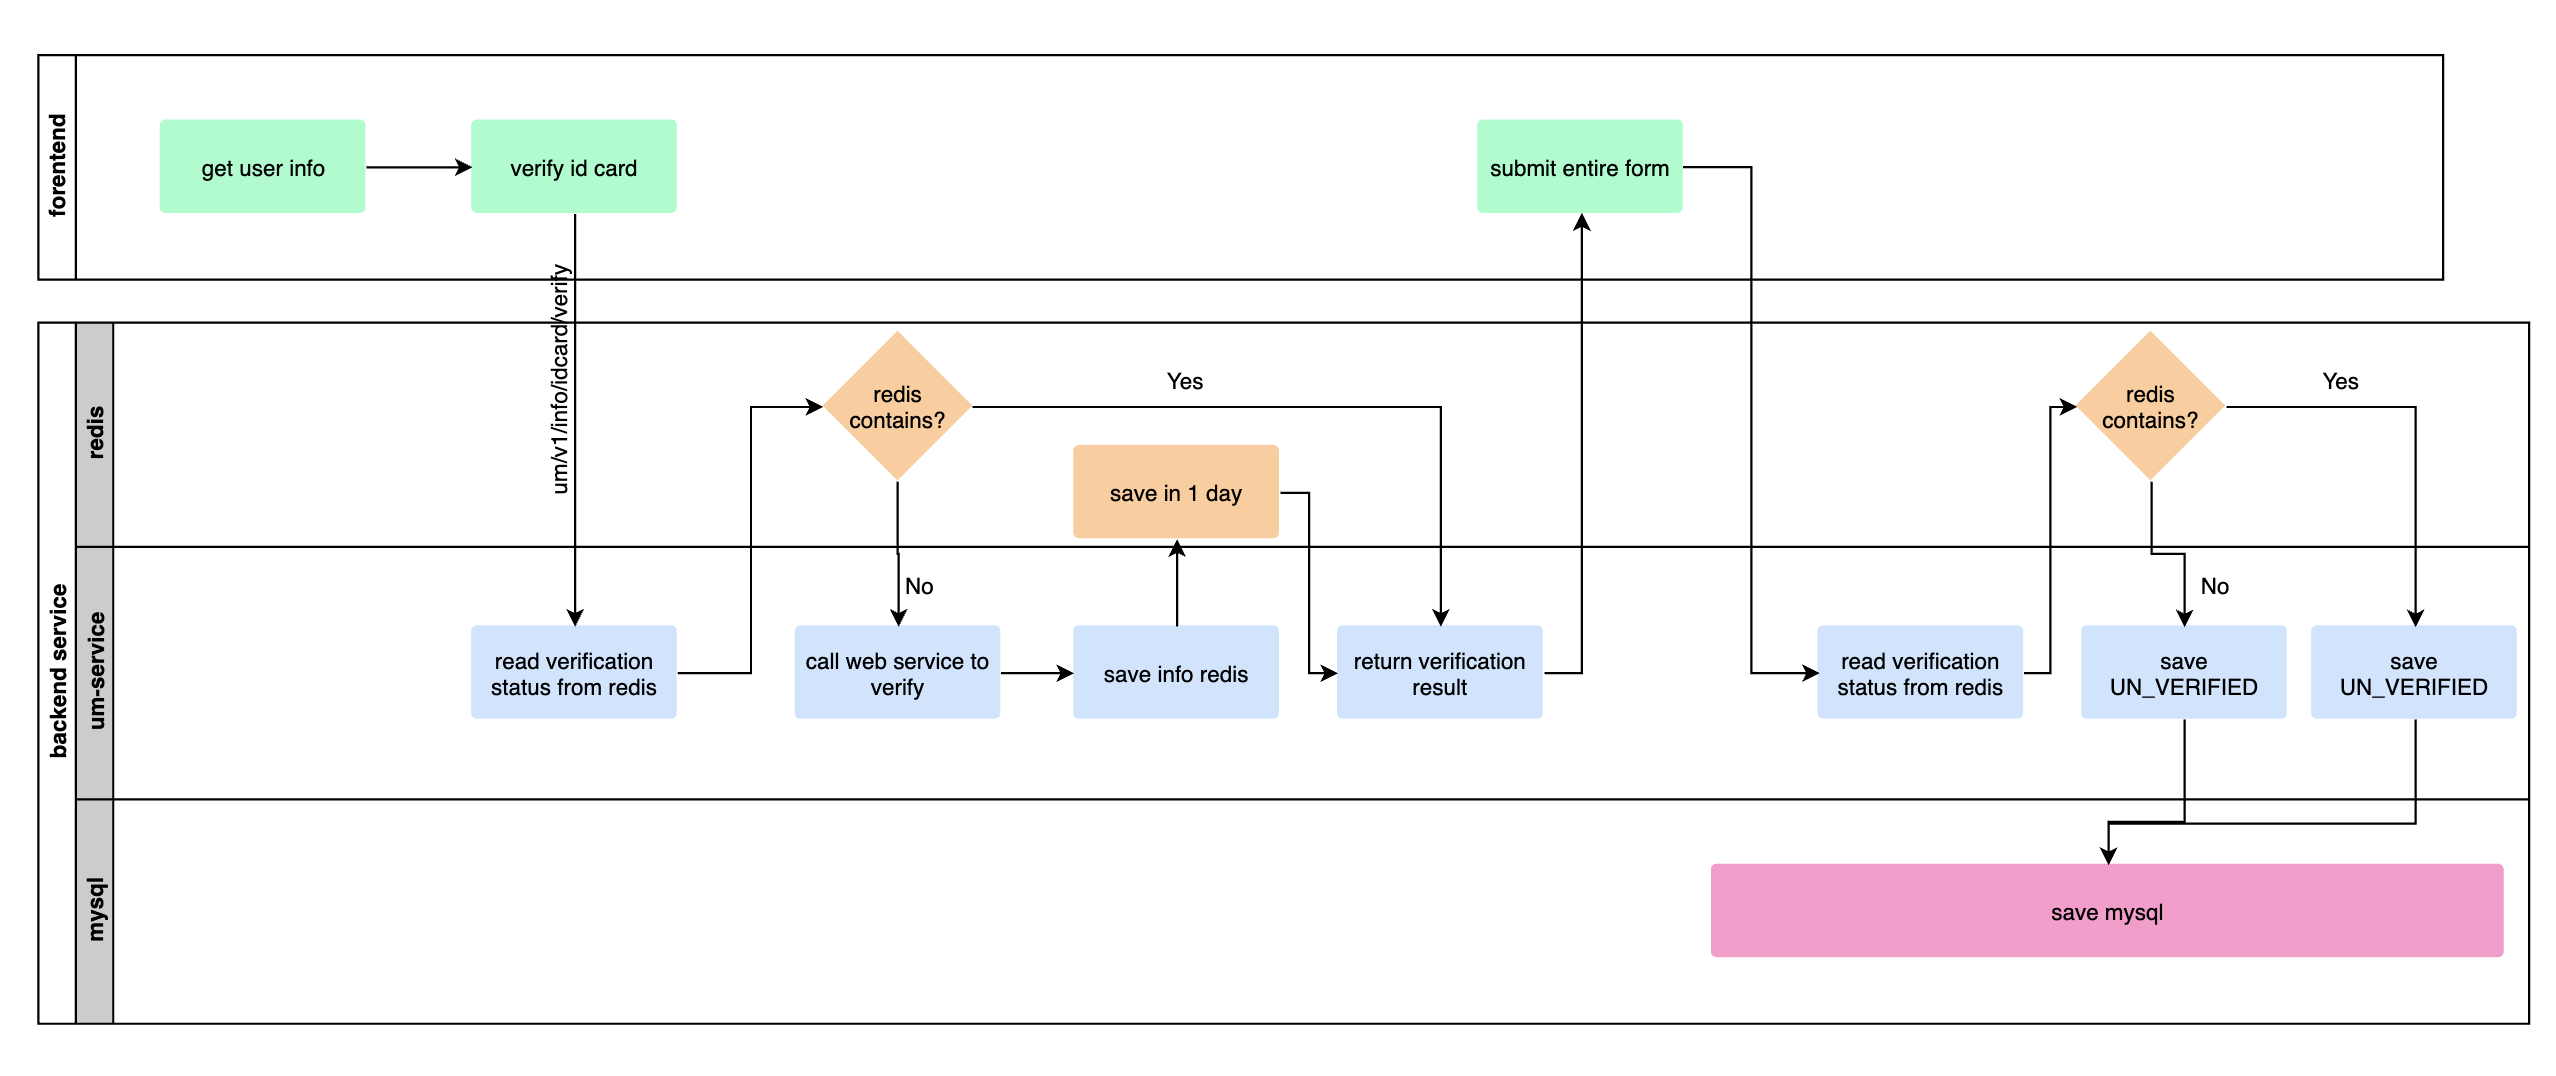 forentend
get user info
verify id card
submit entire form
um/v1/info/idcard/verify
backend service
redis
redis
contains?
Yes
No
save in 1 day
redis
contains?
Yes
No
um-service
read verification
status from redis
call web service to
verify
save info redis
return verification
result
read verification
status from redis
save
UN_VERIFIED
save
UN_VERIFIED
mysql
save mysql